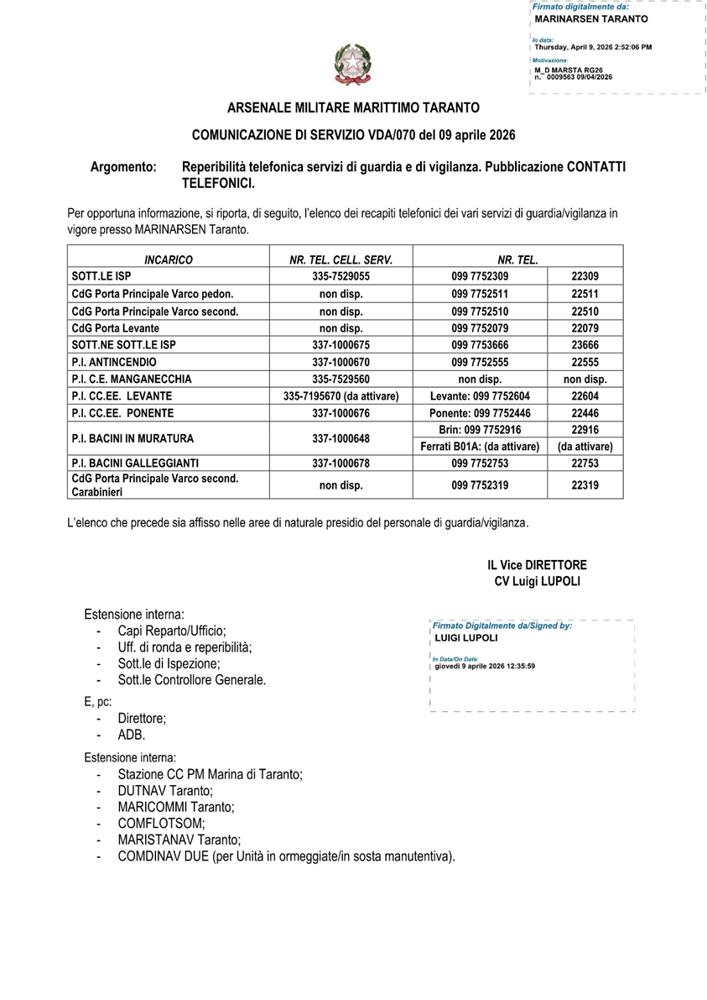 Firmato digitalmente da:
MARINARSEN TARANTO
In data:
Thursday, April 9, 2026 2:52:06 PM
Motivazione:
M_D MARSTA RG26
n. 0009563 09/04/2026
ARSENALE MILITARE MARITTIMO TARANTO
COMUNICAZIONE DI SERVIZIO VDA/070 del 09 aprile 2026
Argomento: Reperibilità telefonica servizi di guardia e di vigilanza. Pubblicazione CONTATTI
TELEFONICI.
Per opportuna informazione, si riporta, di seguito, l’elenco dei recapiti telefonici dei vari servizi di guardia/vigilanza in
vigore presso MARINARSEN Taranto.
INCARICO NR. TEL. CELL. SERV. NR. TEL.
SOTT.LE ISP 335-7529055 099 7752309 22309
CdG Porta Principale Varco pedon. non disp. 099 7752511 22511
CdG Porta Principale Varco second. non disp. 099 7752510 22510
CdG Porta Levante non disp. 099 7752079 22079
SOTT.NE SOTT.LE ISP 337-1000675 099 7753666 23666
P.I. ANTINCENDIO 337-1000670 099 7752555 22555
P.I. C.E. MANGANECCHIA 335-7529560 non disp. non disp.
P.I. CC.EE. LEVANTE 335-7195670 (da attivare) Levante: 099 7752604 22604
P.I. CC.EE. PONENTE 337-1000676 Ponente: 099 7752446 22446
P.I. BACINI IN MURATURA 337-1000648 Brin: 099 7752916 22916
Ferrati B01A: (da attivare) (da attivare)
P.I. BACINI GALLEGGIANTI 337-1000678 099 7752753 22753
CdG Porta Principale Varco second.
Carabinieri non disp. 099 7752319 22319
L’elenco che precede sia affisso nelle aree di naturale presidio del personale di guardia/vigilanza.
IL Vice DIRETTORE
CV Luigi LUPOLI
Firmato Digitalmente da/Signed by:
LUIGI LUPOLI
In Data/On Date:
giovedì 9 aprile 2026 12:35:59
Estensione interna:
- Capi Reparto/Ufficio;
- Uff. di ronda e reperibilità;
- Sott.le di Ispezione;
- Sott.le Controllore Generale.
E, pc:
- Direttore;
- ADB.
Estensione interna:
- Stazione CC PM Marina di Taranto;
- DUTNAV Taranto;
- MARICOMMI Taranto;
- COMFLOTSOM;
- MARISTANAV Taranto;
- COMDINAV DUE (per Unità in ormeggiate/in sosta manutentiva).